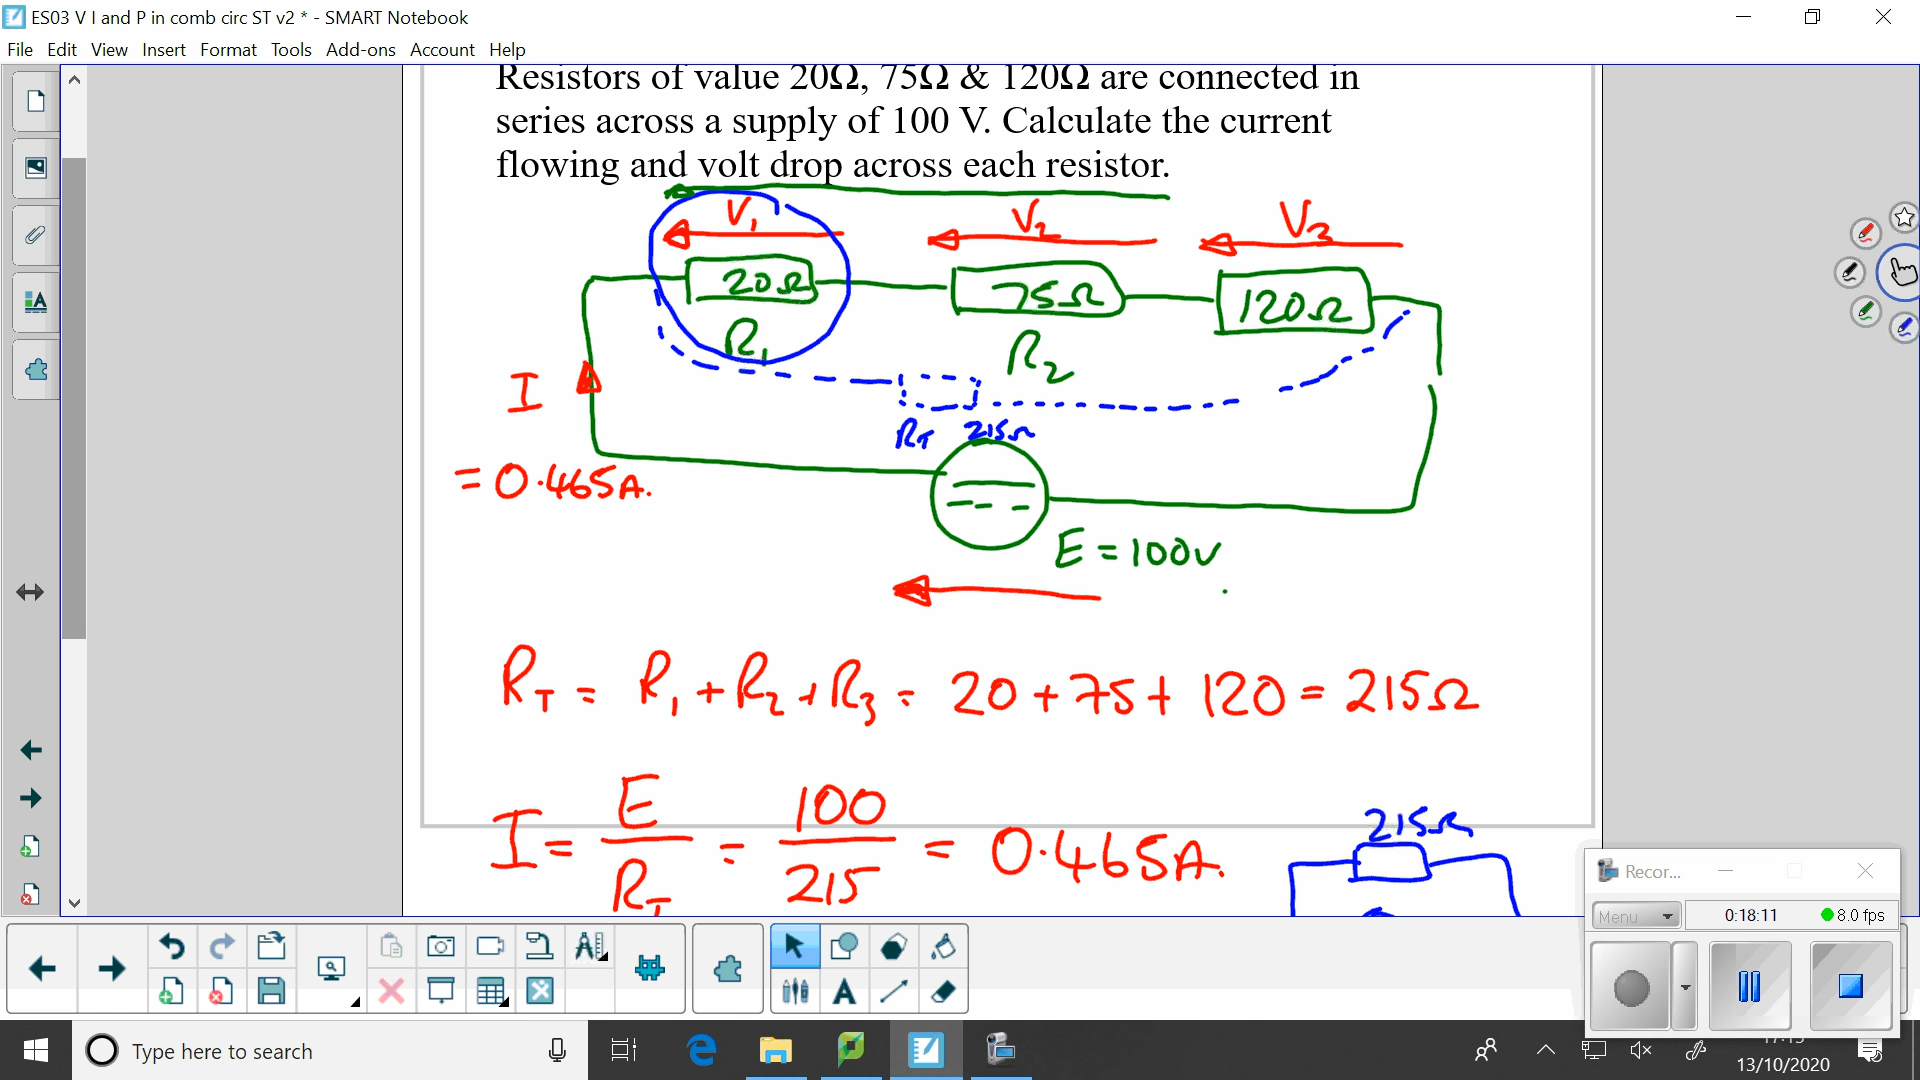 ES03 V I and P in comb circ ST v2 * - SMART Notebook
File Edit View Insert Format Tools Add-ons Account Help
Resistors of value 20Ω, 75Ω & 120Ω are connected in
series across a supply of 100 V. Calculate the current
flowing and volt drop across each resistor.
V₁ V₂ V₃
20Ω 75Ω 120Ω
R₁ R₂
I
R_T 215Ω
= 0.465A.
E = 100V
R_T = R₁ + R₂ + R₃ = 20 + 75 + 120 = 215Ω
I = E/R_T = 100/215 = 0.465A.
215Ω
Recor...
Menu 0:18:11 8.0 fps
Type here to search
13/10/2020